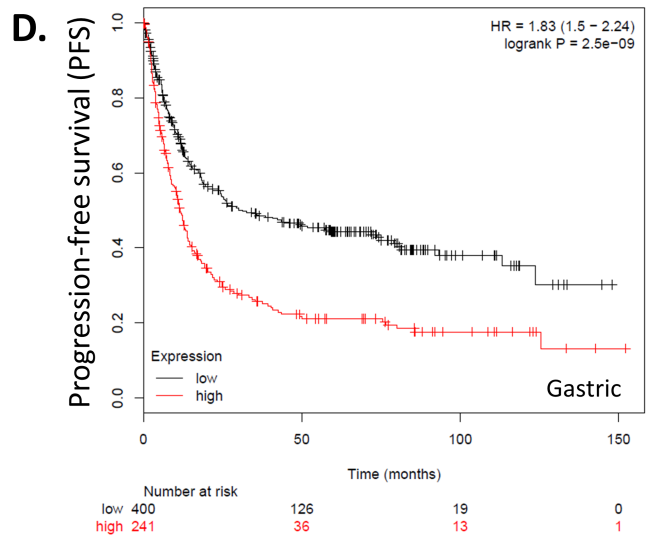 D.
HR = 1.83 (1.5 − 2.24)
logrank P = 2.5e−09
Progression-free survival (PFS)
1.0
0.8
0.6
0.4
0.2
0.0
Expression
low
high
Gastric
0 50 100 150
Time (months)
Number at risk
low 400 126 19 0
high 241 36 13 1